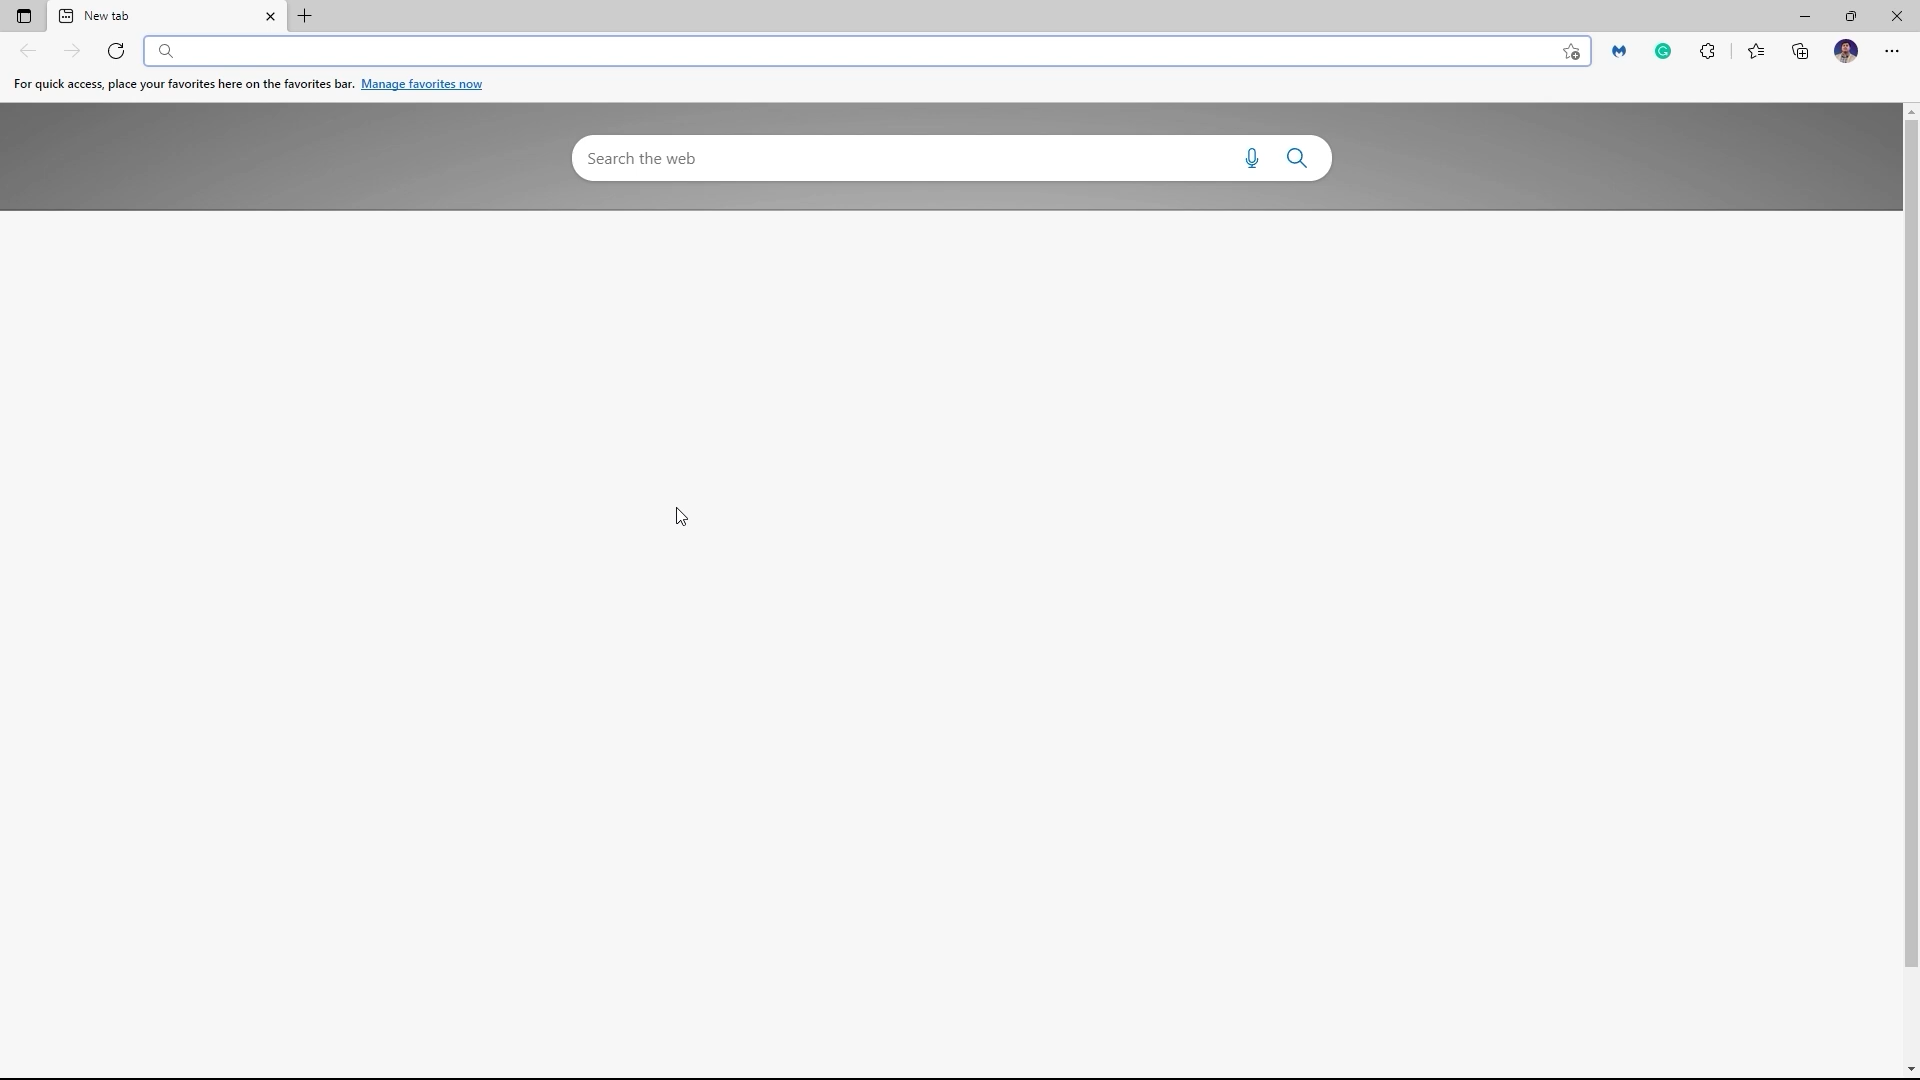 New tab
For quick access, place your favorites here on the favorites bar. Manage favorites now
Search the web